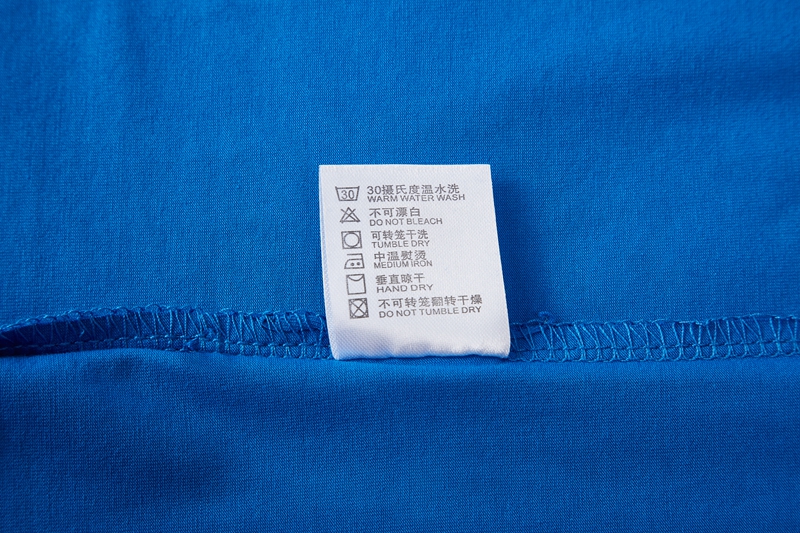 30
30摄氏度温水洗
WARM WATER WASH
不可漂白
DO NOT BLEACH
可转笼干洗
TUMBLE DRY
中温熨烫
MEDIUM IRON
垂直晾干
HAND DRY
不可转笼翻转干燥
DO NOT TUMBLE DRY